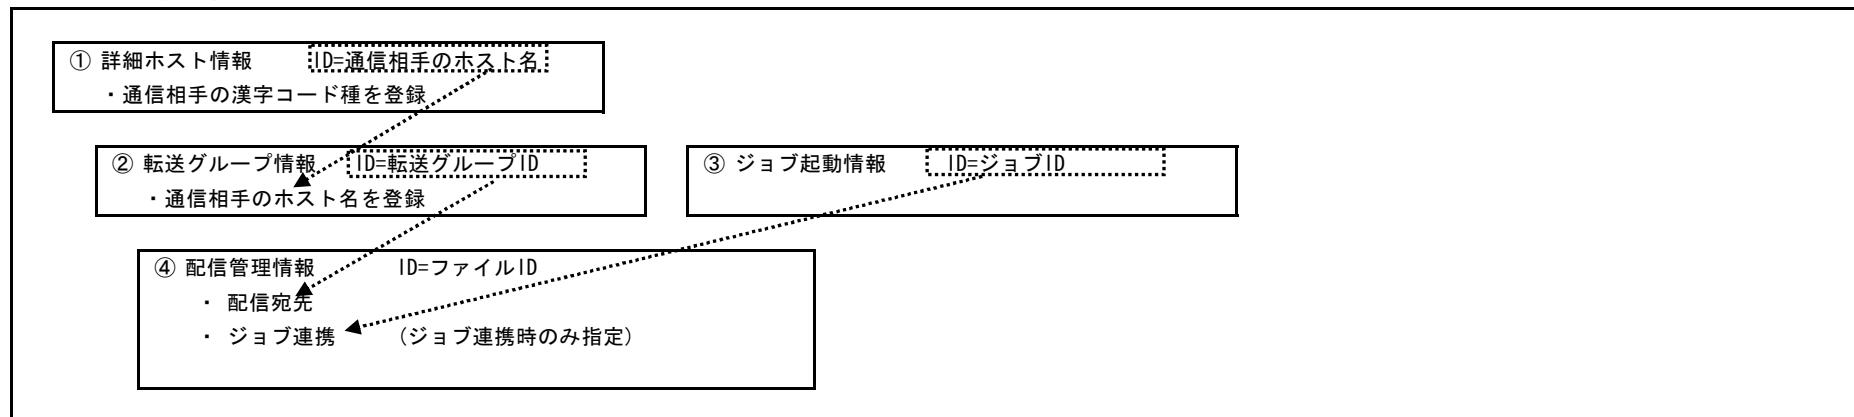 ① 詳細ホスト情報 ID=通信相手のホスト名
・通信相手の漢字コード種を登録
② 転送グループ情報 ID=転送グループID
・通信相手のホスト名を登録
③ ジョブ起動情報 ID=ジョブID
④ 配信管理情報 ID=ファイルID
・ 配信宛先
・ ジョブ連携 (ジョブ連携時のみ指定)